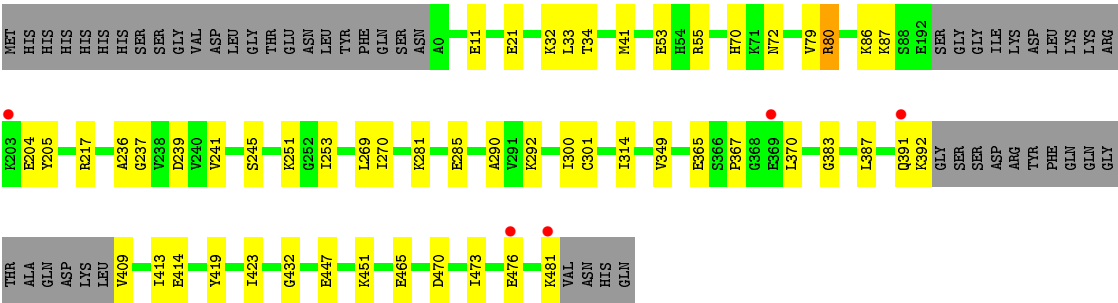 MET HIS HIS HIS HIS HIS HIS SER SER GLY VAL ASP LEU GLY THR GLU ASN LEU TYR PHE GLN SER ASN A0 E11 E21 K32 L33 T34 M41 E53 H54 R55 H70 K71 N72 V79 R80 K86 K87 S88 E192 SER GLY GLY ILE LYS ASP LEU LYS LYS ARG
K203 E204 Y205 R217 A236 G237 V238 D239 V240 V241 S245 K251 G252 I253 L269 I270 K281 E285 A290 V291 K292 I300 C301 I314 V349 E365 S366 P367 G368 E369 L370 G383 L387 Q391 K392 GLY SER SER ASP ARG TYR PHE GLN GLN GLY
THR ALA GLN ASP LYS LEU V409 I413 E414 Y419 I423 G432 E447 K451 E465 D470 I473 E476 K481 VAL ASN HIS GLN